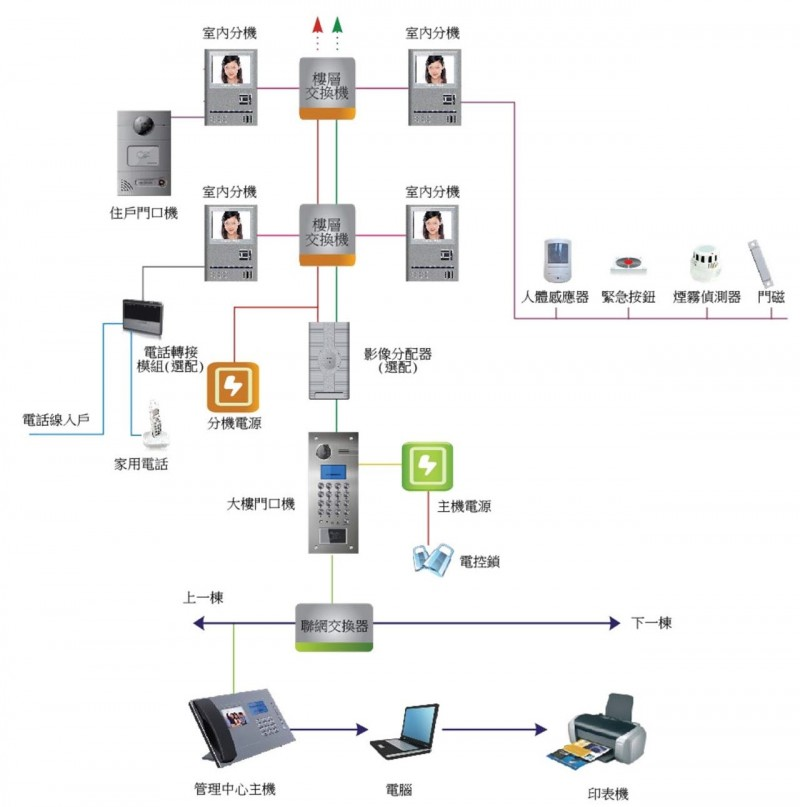 室內分機
室內分機
樓層
交換機
住戶門口機
室內分機
室內分機
樓層
交換機
人體感應器
緊急按鈕
煙霧偵測器
門磁
電話轉接
模組(選配)
影像分配器
(選配)
電話線入戶
分機電源
家用電話
大樓門口機
主機電源
電控鎖
上一棟
聯網交換器
下一棟
管理中心主機
電腦
印表機